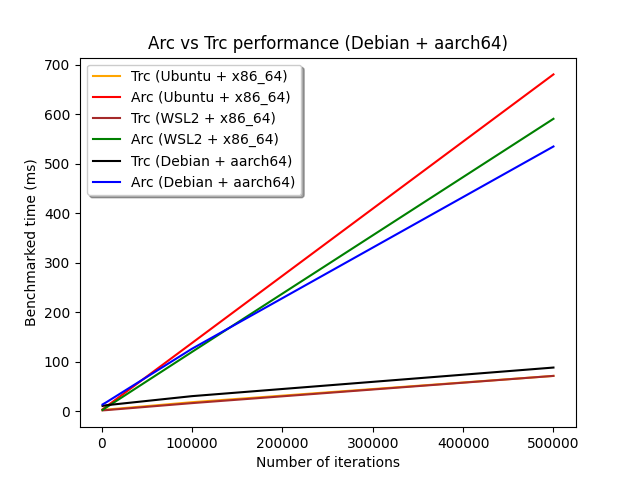 Arc vs Trc performance (Debian + aarch64)
700
600
500
400
300
200
100
0
Benchmarked time (ms)
Trc (Ubuntu + x86_64)
Arc (Ubuntu + x86_64)
Trc (WSL2 + x86_64)
Arc (WSL2 + x86_64)
Trc (Debian + aarch64)
Arc (Debian + aarch64)
0 100000 200000 300000 400000 500000
Number of iterations